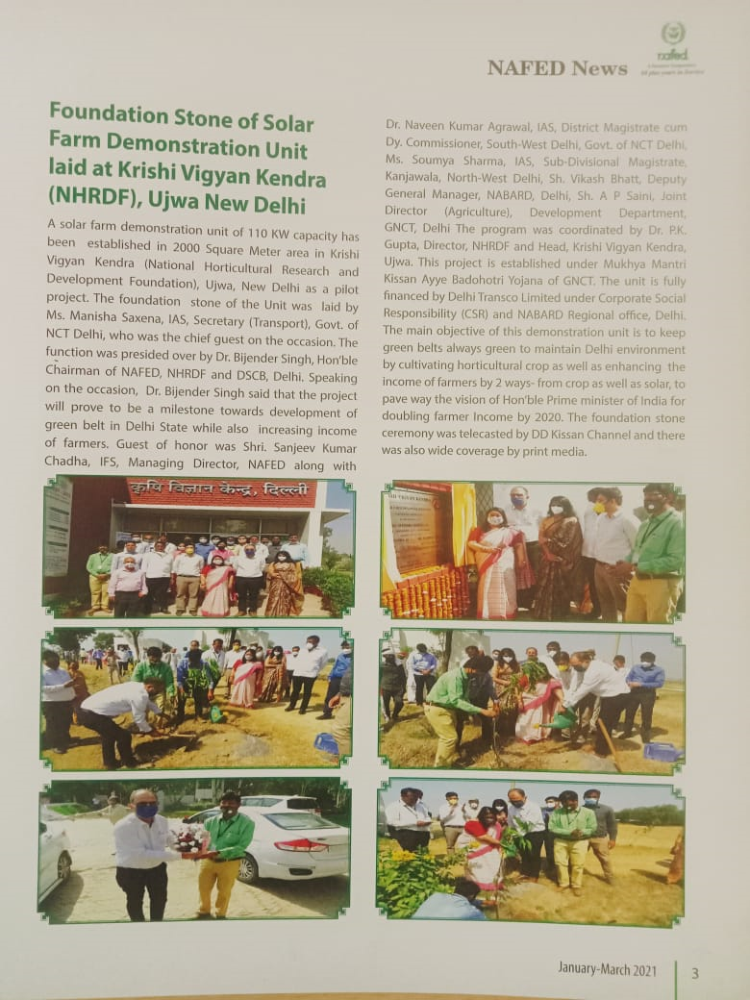 NAFED News
nafed
Foundation Stone of Solar
Farm Demonstration Unit
laid at Krishi Vigyan Kendra
(NHRDF), Ujwa New Delhi
A solar farm demonstration unit of 110 KW capacity has
been established in 2000 Square Meter area in Krishi
Vigyan Kendra (National Horticultural Research and
Development Foundation), Ujwa, New Delhi as a pilot
project. The foundation stone of the Unit was laid by
Ms. Manisha Saxena, IAS, Secretary (Transport), Govt. of
NCT Delhi, who was the chief guest on the occasion. The
function was presided over by Dr. Bijender Singh, Hon'ble
Chairman of NAFED, NHRDF and DSCB, Delhi. Speaking
on the occasion, Dr. Bijender Singh said that the project
will prove to be a milestone towards development of
green belt in Delhi State while also increasing income
of farmers. Guest of honor was Shri. Sanjeev Kumar
Chadha, IFS, Managing Director, NAFED along with
Dr. Naveen Kumar Agrawal, IAS, District Magistrate cum
Dy. Commissioner, South-West Delhi, Govt. of NCT Delhi,
Ms. Soumya Sharma, IAS, Sub-Divisional Magistrate,
Kanjawala, North-West Delhi, Sh. Vikash Bhatt, Deputy
General Manager, NABARD, Delhi, Sh. A P Saini, Joint
Director (Agriculture), Development Department,
GNCT, Delhi The program was coordinated by Dr. P.K.
Gupta, Director, NHRDF and Head, Krishi Vigyan Kendra,
Ujwa. This project is established under Mukhya Mantri
Kissan Ayye Badohotri Yojana of GNCT. The unit is fully
financed by Delhi Transco Limited under Corporate Social
Responsibility (CSR) and NABARD Regional office, Delhi.
The main objective of this demonstration unit is to keep
green belts always green to maintain Delhi environment
by cultivating horticultural crop as well as enhancing the
income of farmers by 2 ways- from crop as well as solar, to
pave way the vision of Hon'ble Prime minister of India for
doubling farmer Income by 2020. The foundation stone
ceremony was telecasted by DD Kissan Channel and there
was also wide coverage by print media.
कृषि विज्ञान केन्द्र, दिल्ली
January-March 2021
3